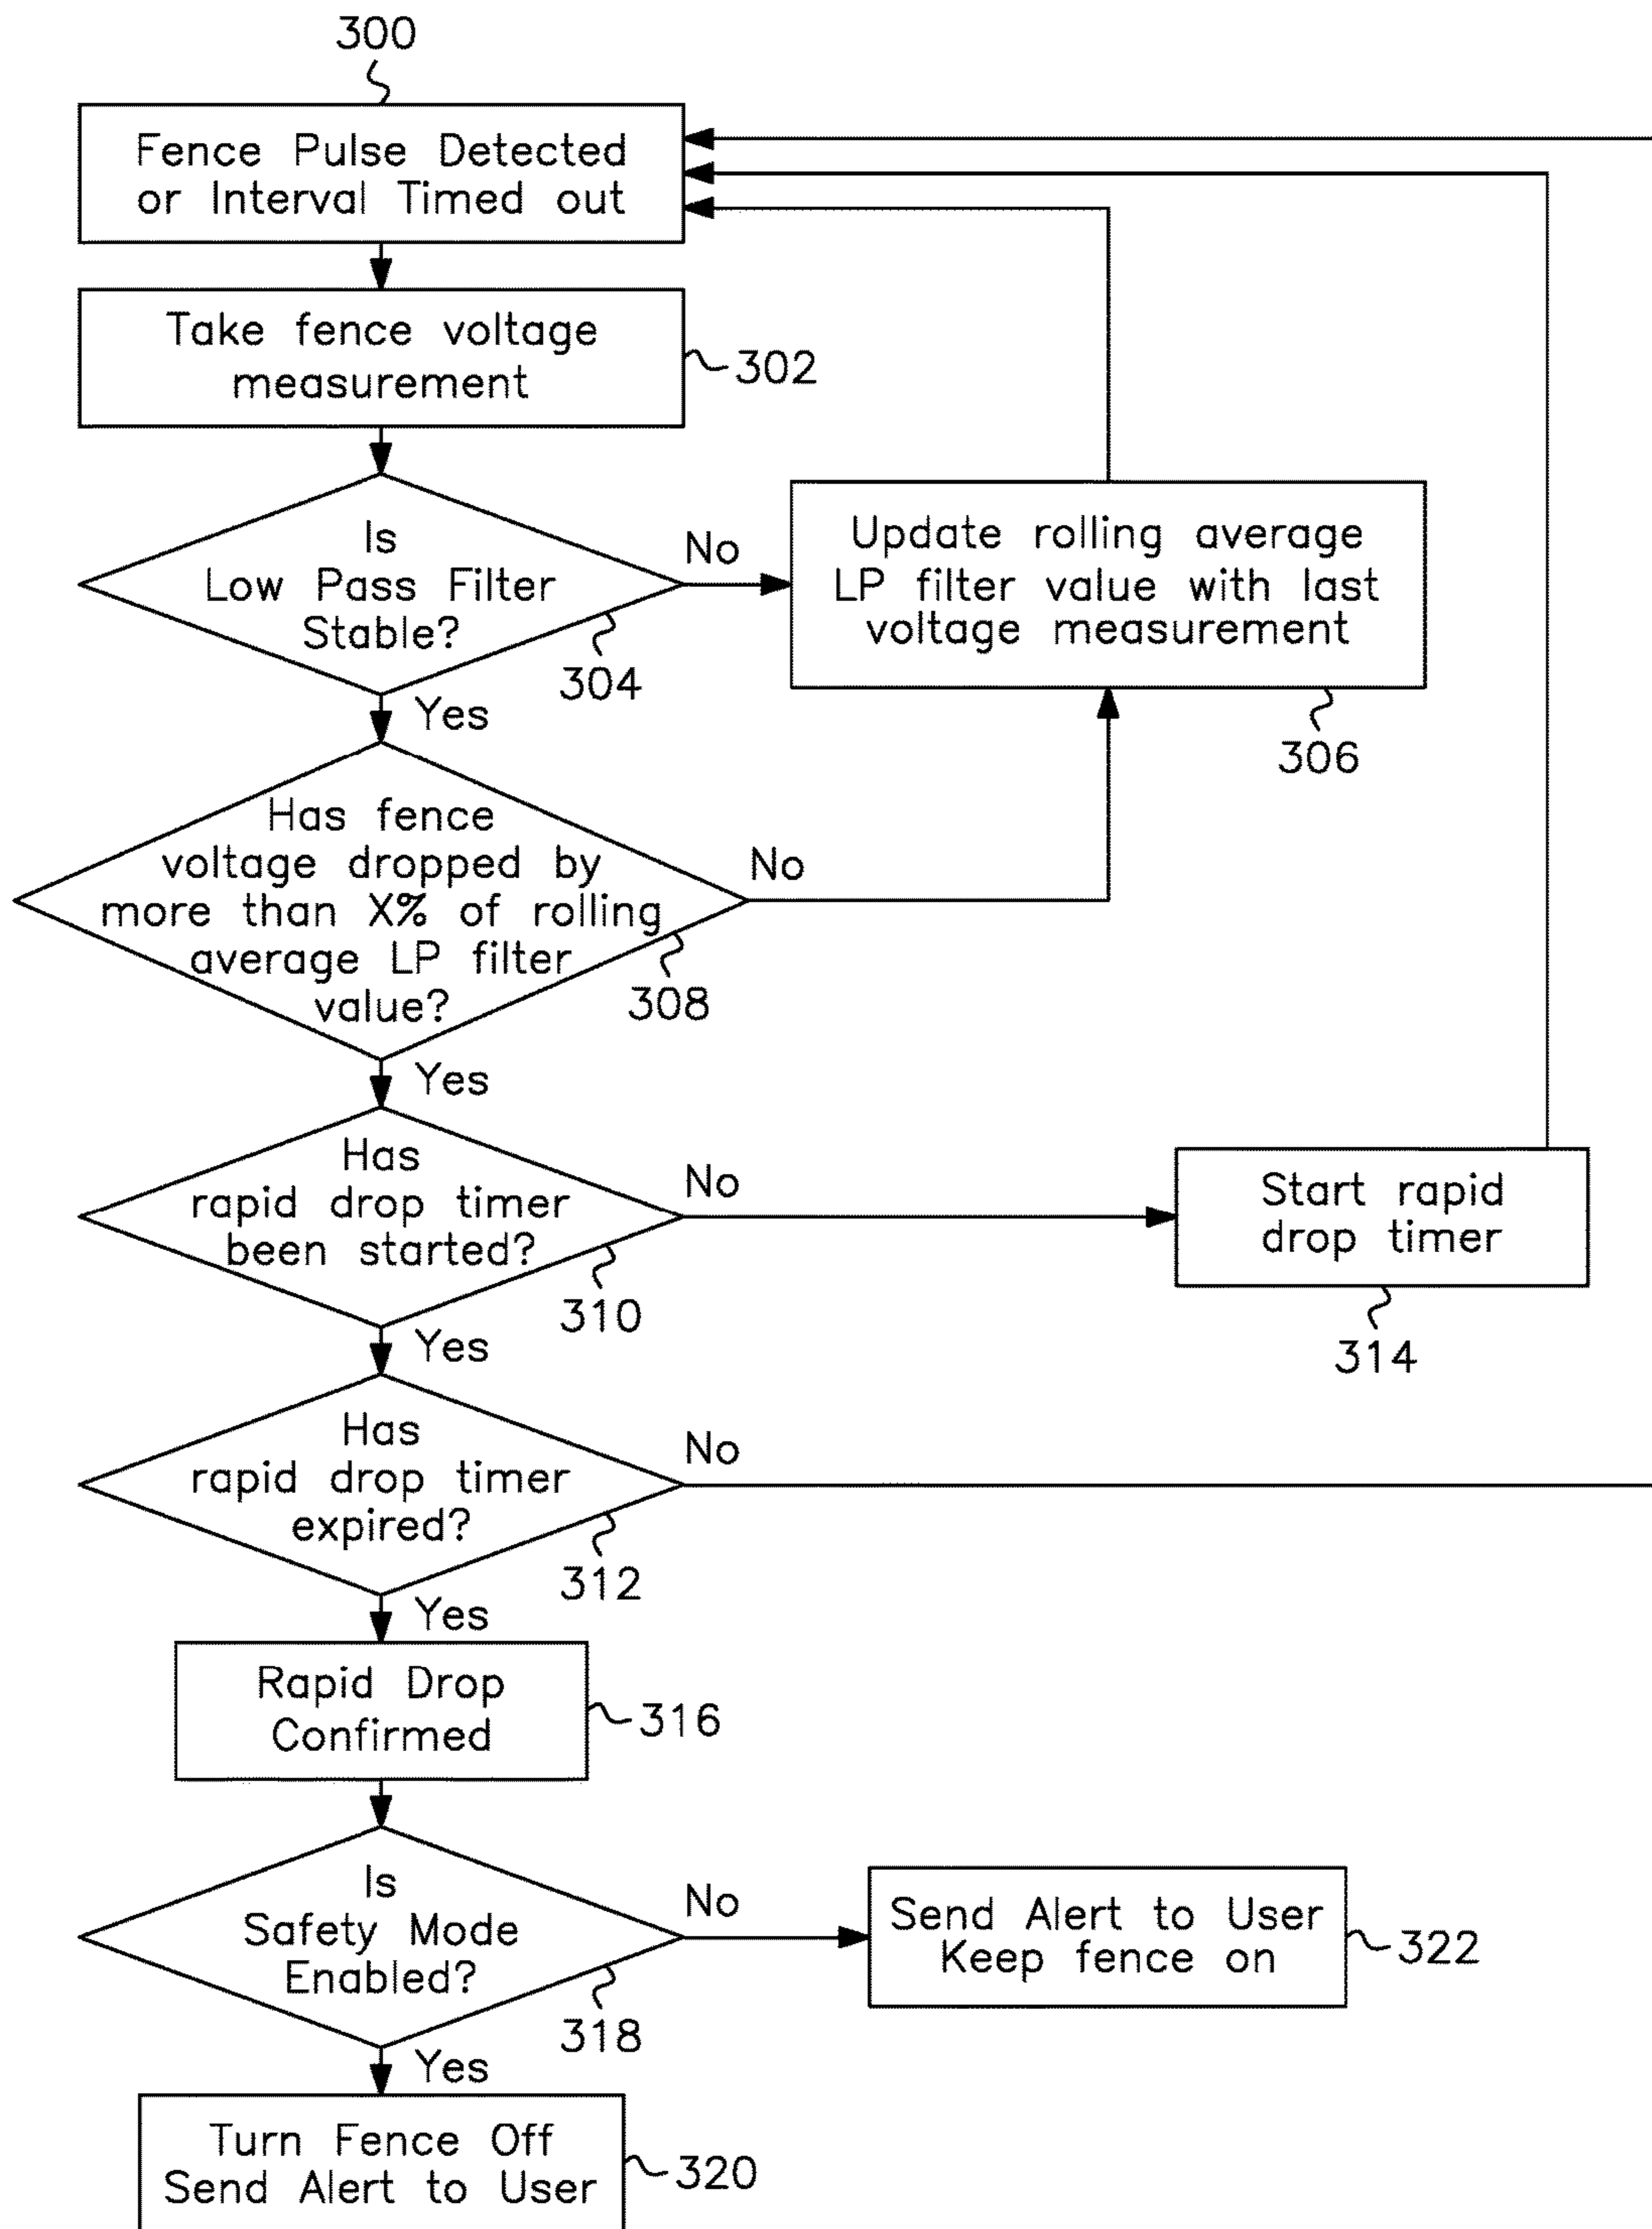 300
Fence Pulse Detected
or Interval Timed out
Take fence voltage
measurement
302
Is
Low Pass Filter
Stable?
304
No
Yes
Update rolling average
LP filter value with last
voltage measurement
306
Has fence
voltage dropped by
more than X% of rolling
average LP filter
value?
308
No
Yes
Has
rapid drop timer
been started?
310
No
Yes
Start rapid
drop timer
314
Has
rapid drop timer
expired?
312
No
Yes
Rapid Drop
Confirmed
316
Is
Safety Mode
Enabled?
318
No
Yes
Send Alert to User
Keep fence on
322
Turn Fence Off
Send Alert to User
320